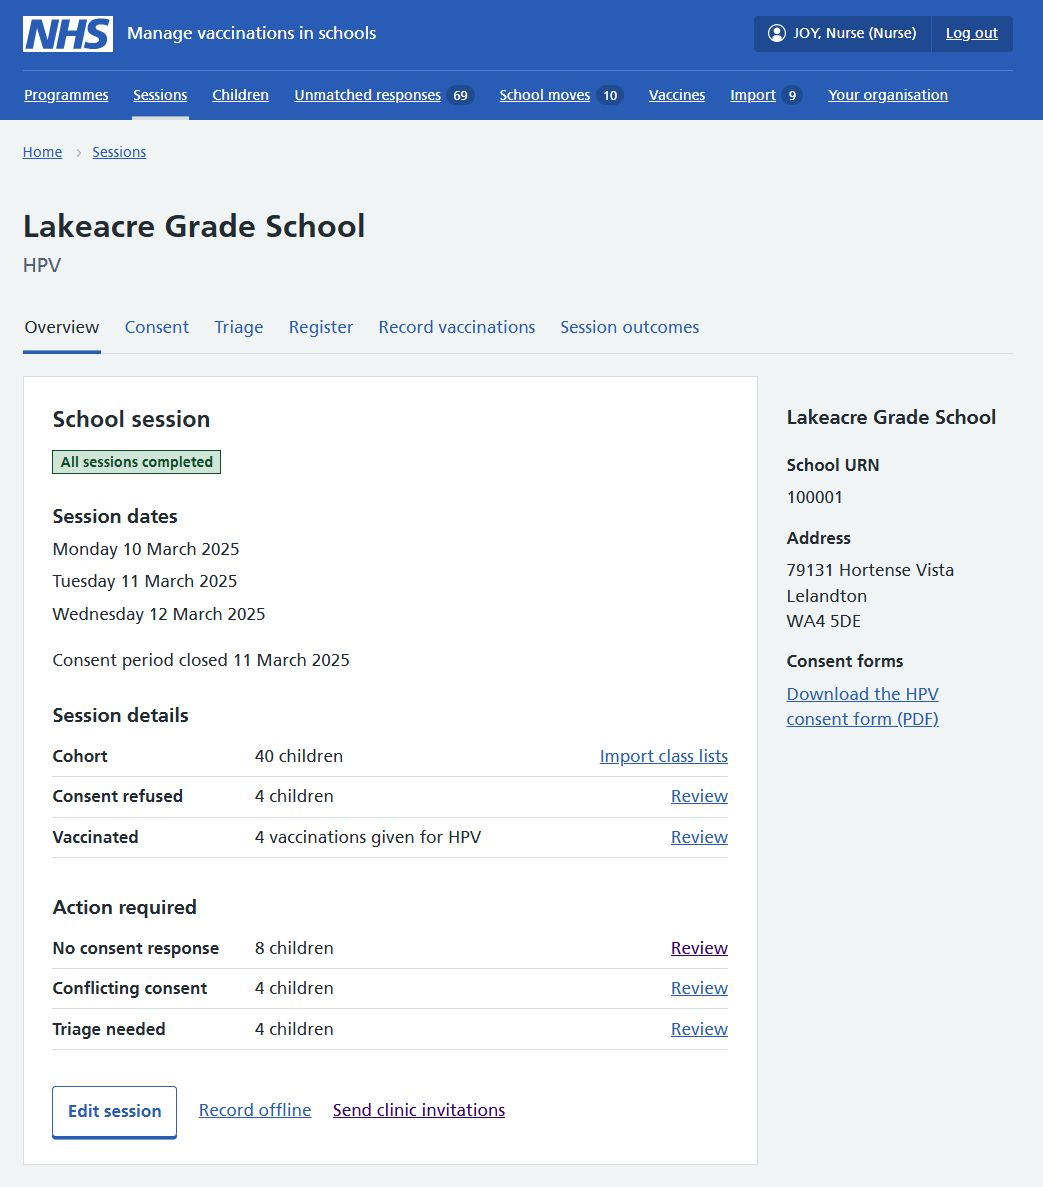 NHS Manage vaccinations in schools JOY, Nurse (Nurse) Log out
Programmes Sessions Children Unmatched responses 69 School moves 10 Vaccines Import 9 Your organisation
Home › Sessions
Lakeacre Grade School
HPV
Overview Consent Triage Register Record vaccinations Session outcomes
School session
All sessions completed
Session dates
Monday 10 March 2025
Tuesday 11 March 2025
Wednesday 12 March 2025
Consent period closed 11 March 2025
Session details
Cohort 40 children Import class lists
Consent refused 4 children Review
Vaccinated 4 vaccinations given for HPV Review
Action required
No consent response 8 children Review
Conflicting consent 4 children Review
Triage needed 4 children Review
Edit session Record offline Send clinic invitations
Lakeacre Grade School
School URN
100001
Address
79131 Hortense Vista
Lelandton
WA4 5DE
Consent forms
Download the HPV
consent form (PDF)